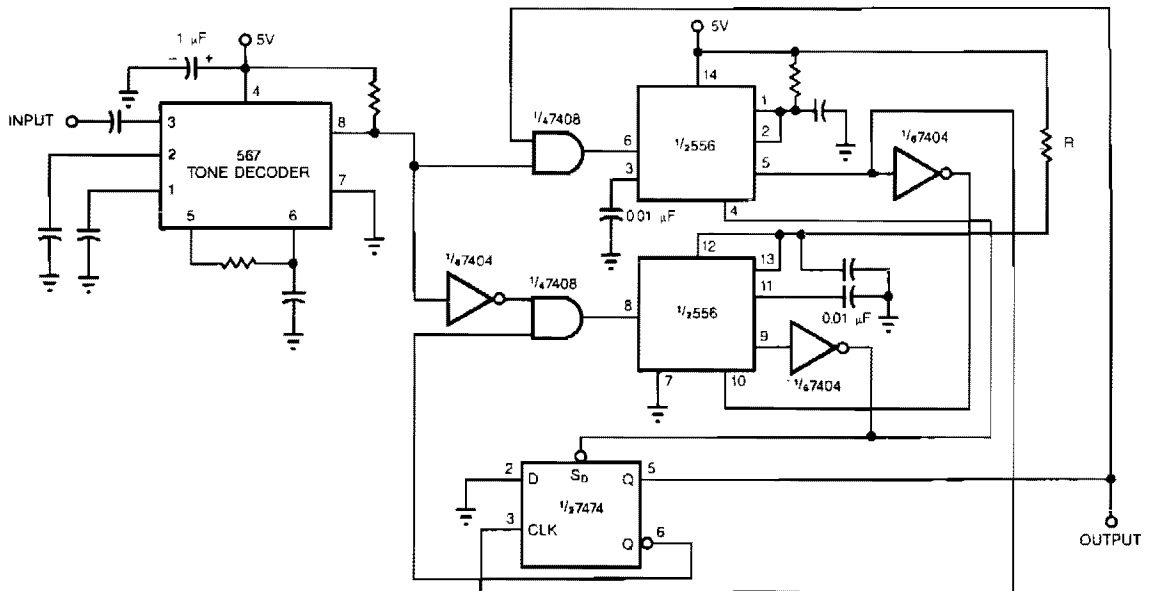 1 µF
− +
5V
5V
14
INPUT
3
4
8
567
TONE DECODER
2
1
7
5
6
1/4 7408
6
3
1/2 556
1
2
5
4
0.01 µF
1/6 7404
R
1/6 7404
1/4 7408
8
12
13
11
1/2 556
0.01 µF
9
7
10
1/6 7404
2
D
SD
Q
5
1/2 7474
3
CLK
Q
6
OUTPUT